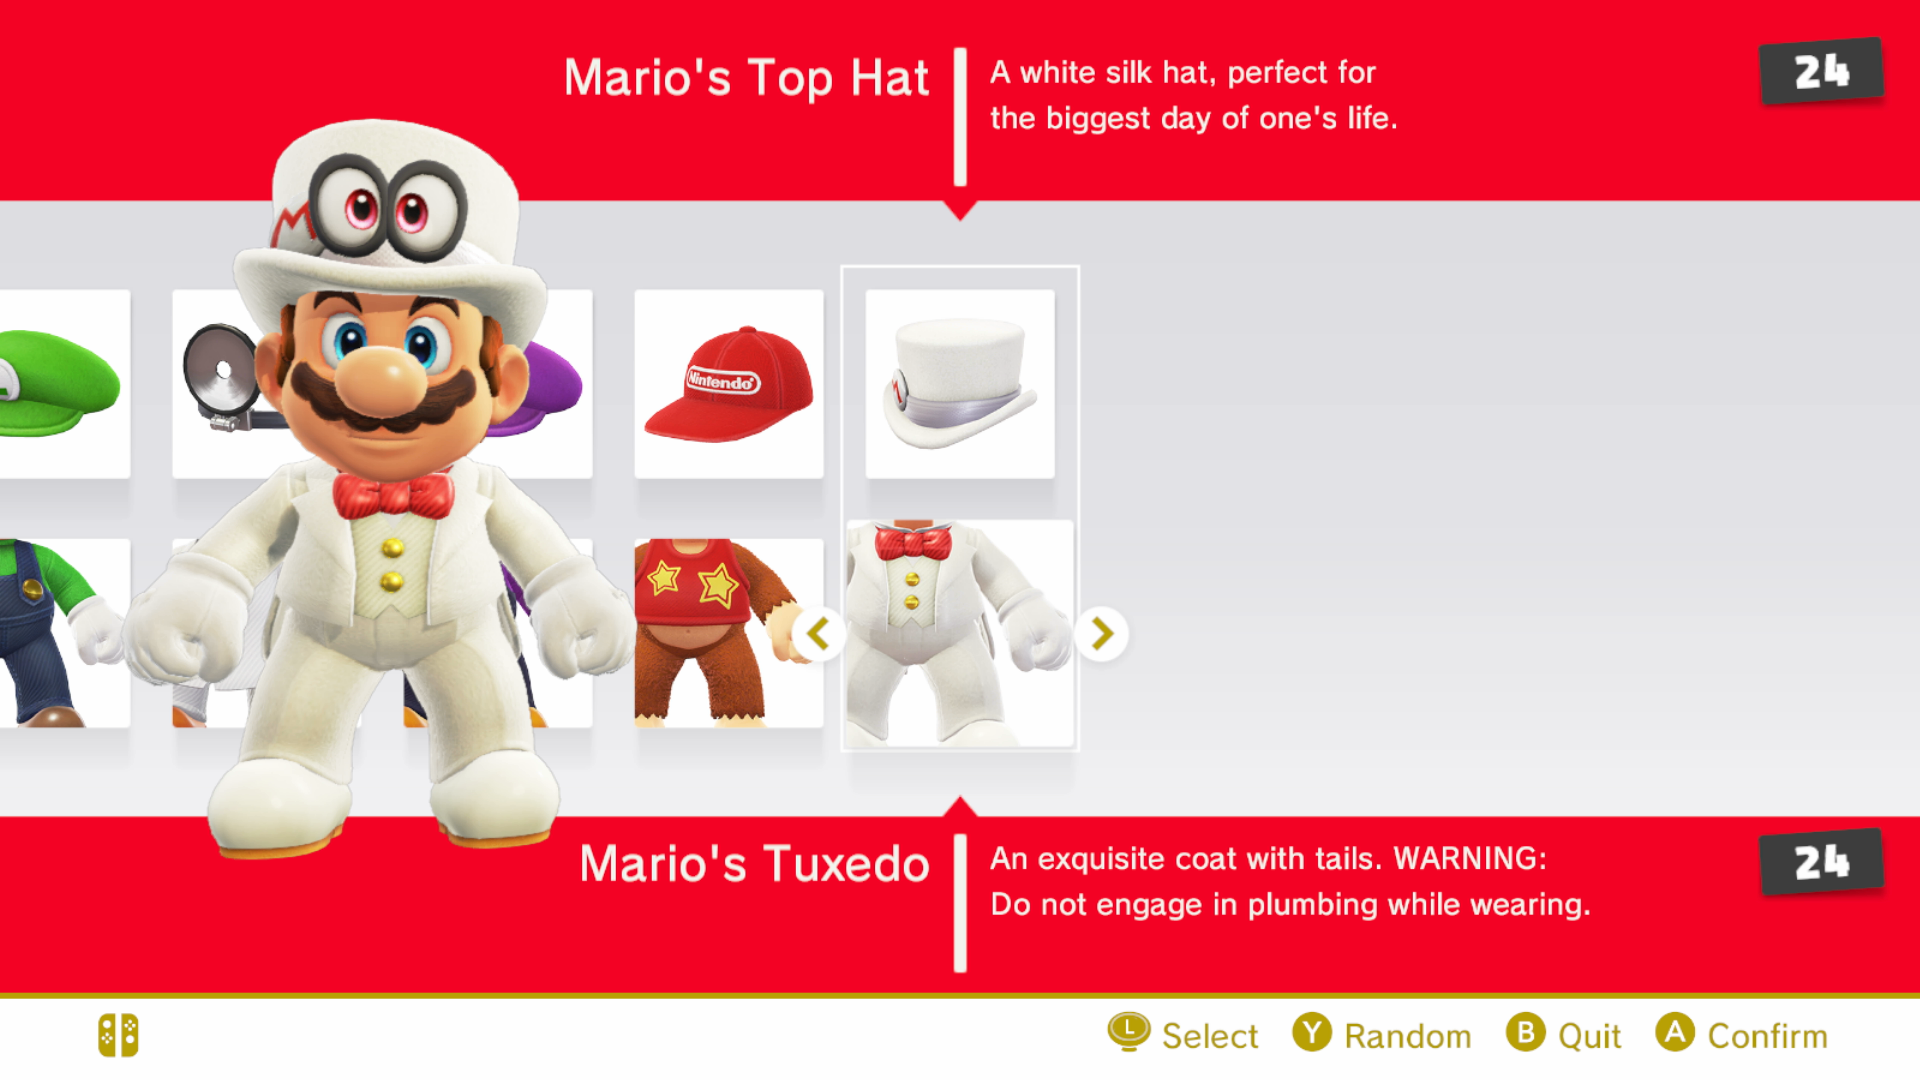 Mario's Top Hat
A white silk hat, perfect for
the biggest day of one's life.
24
Nintendo
Mario's Tuxedo
An exquisite coat with tails. WARNING:
Do not engage in plumbing while wearing.
24
L Select Y Random B Quit A Confirm